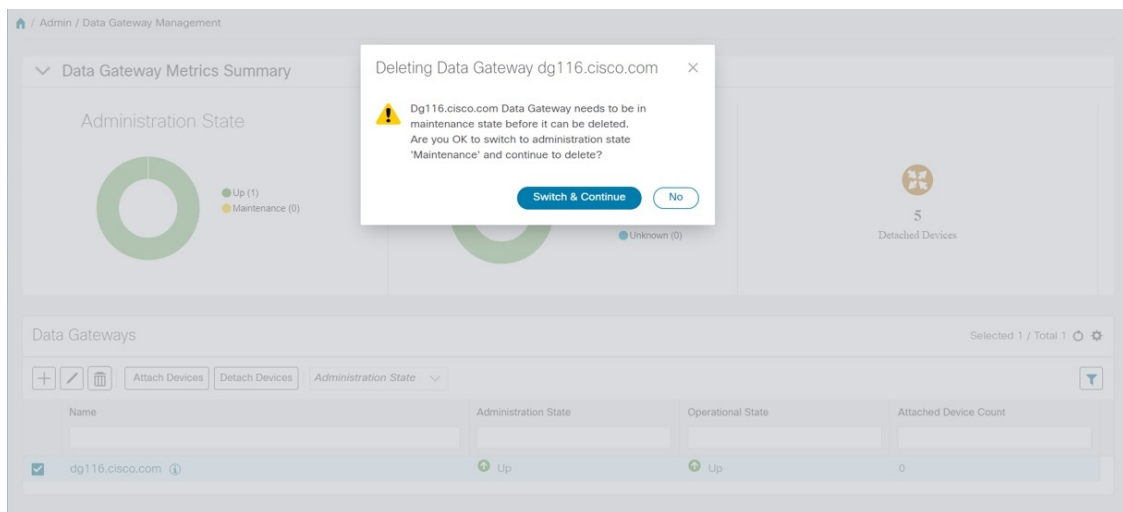 / Admin / Data Gateway Management
Data Gateway Metrics Summary
Administration State
Up (1)
Maintenance (0)
Deleting Data Gateway dg116.cisco.com
Dg116.cisco.com Data Gateway needs to be in
maintenance state before it can be deleted.
Are you OK to switch to administration state
'Maintenance' and continue to delete?
Switch & Continue
No
Unknown (0)
5
Detached Devices
Data Gateways
Selected 1 / Total 1
Attach Devices Detach Devices Administration State
Name Administration State Operational State Attached Device Count
dg116.cisco.com Up Up 0